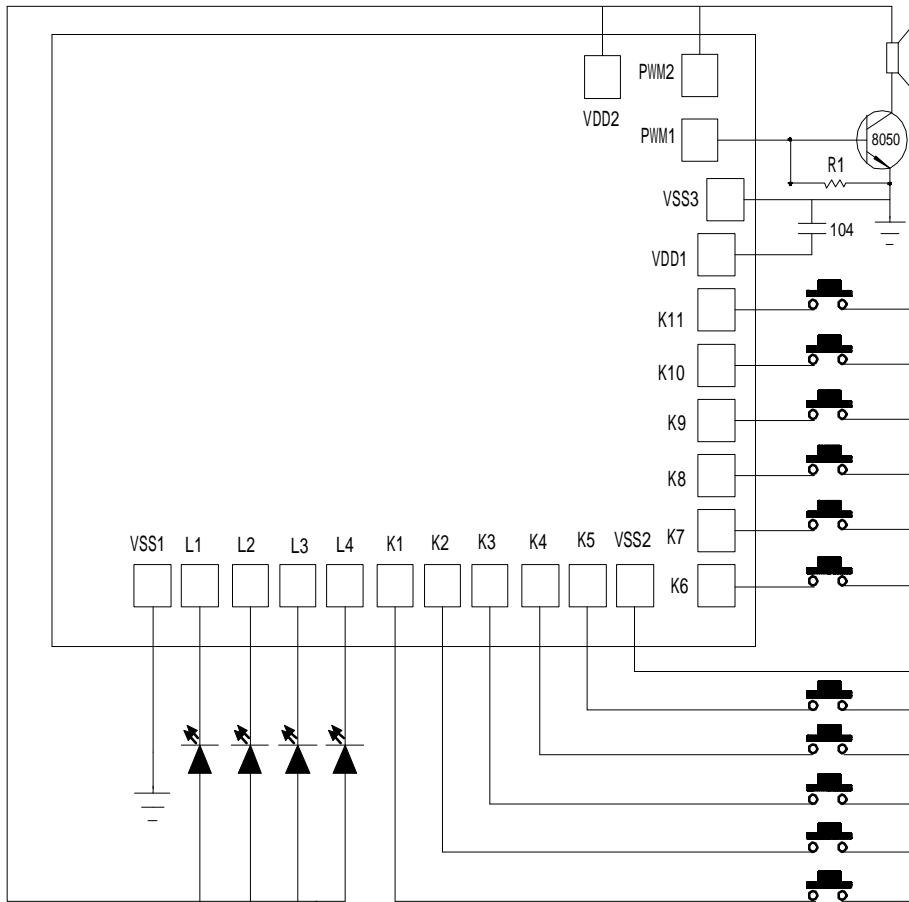 PWM2
VDD2
PWM1
8050
R1
VSS3
104
VDD1
K11
K10
K9
K8
K7
VSS1 L1 L2 L3 L4 K1 K2 K3 K4 K5 VSS2
K6